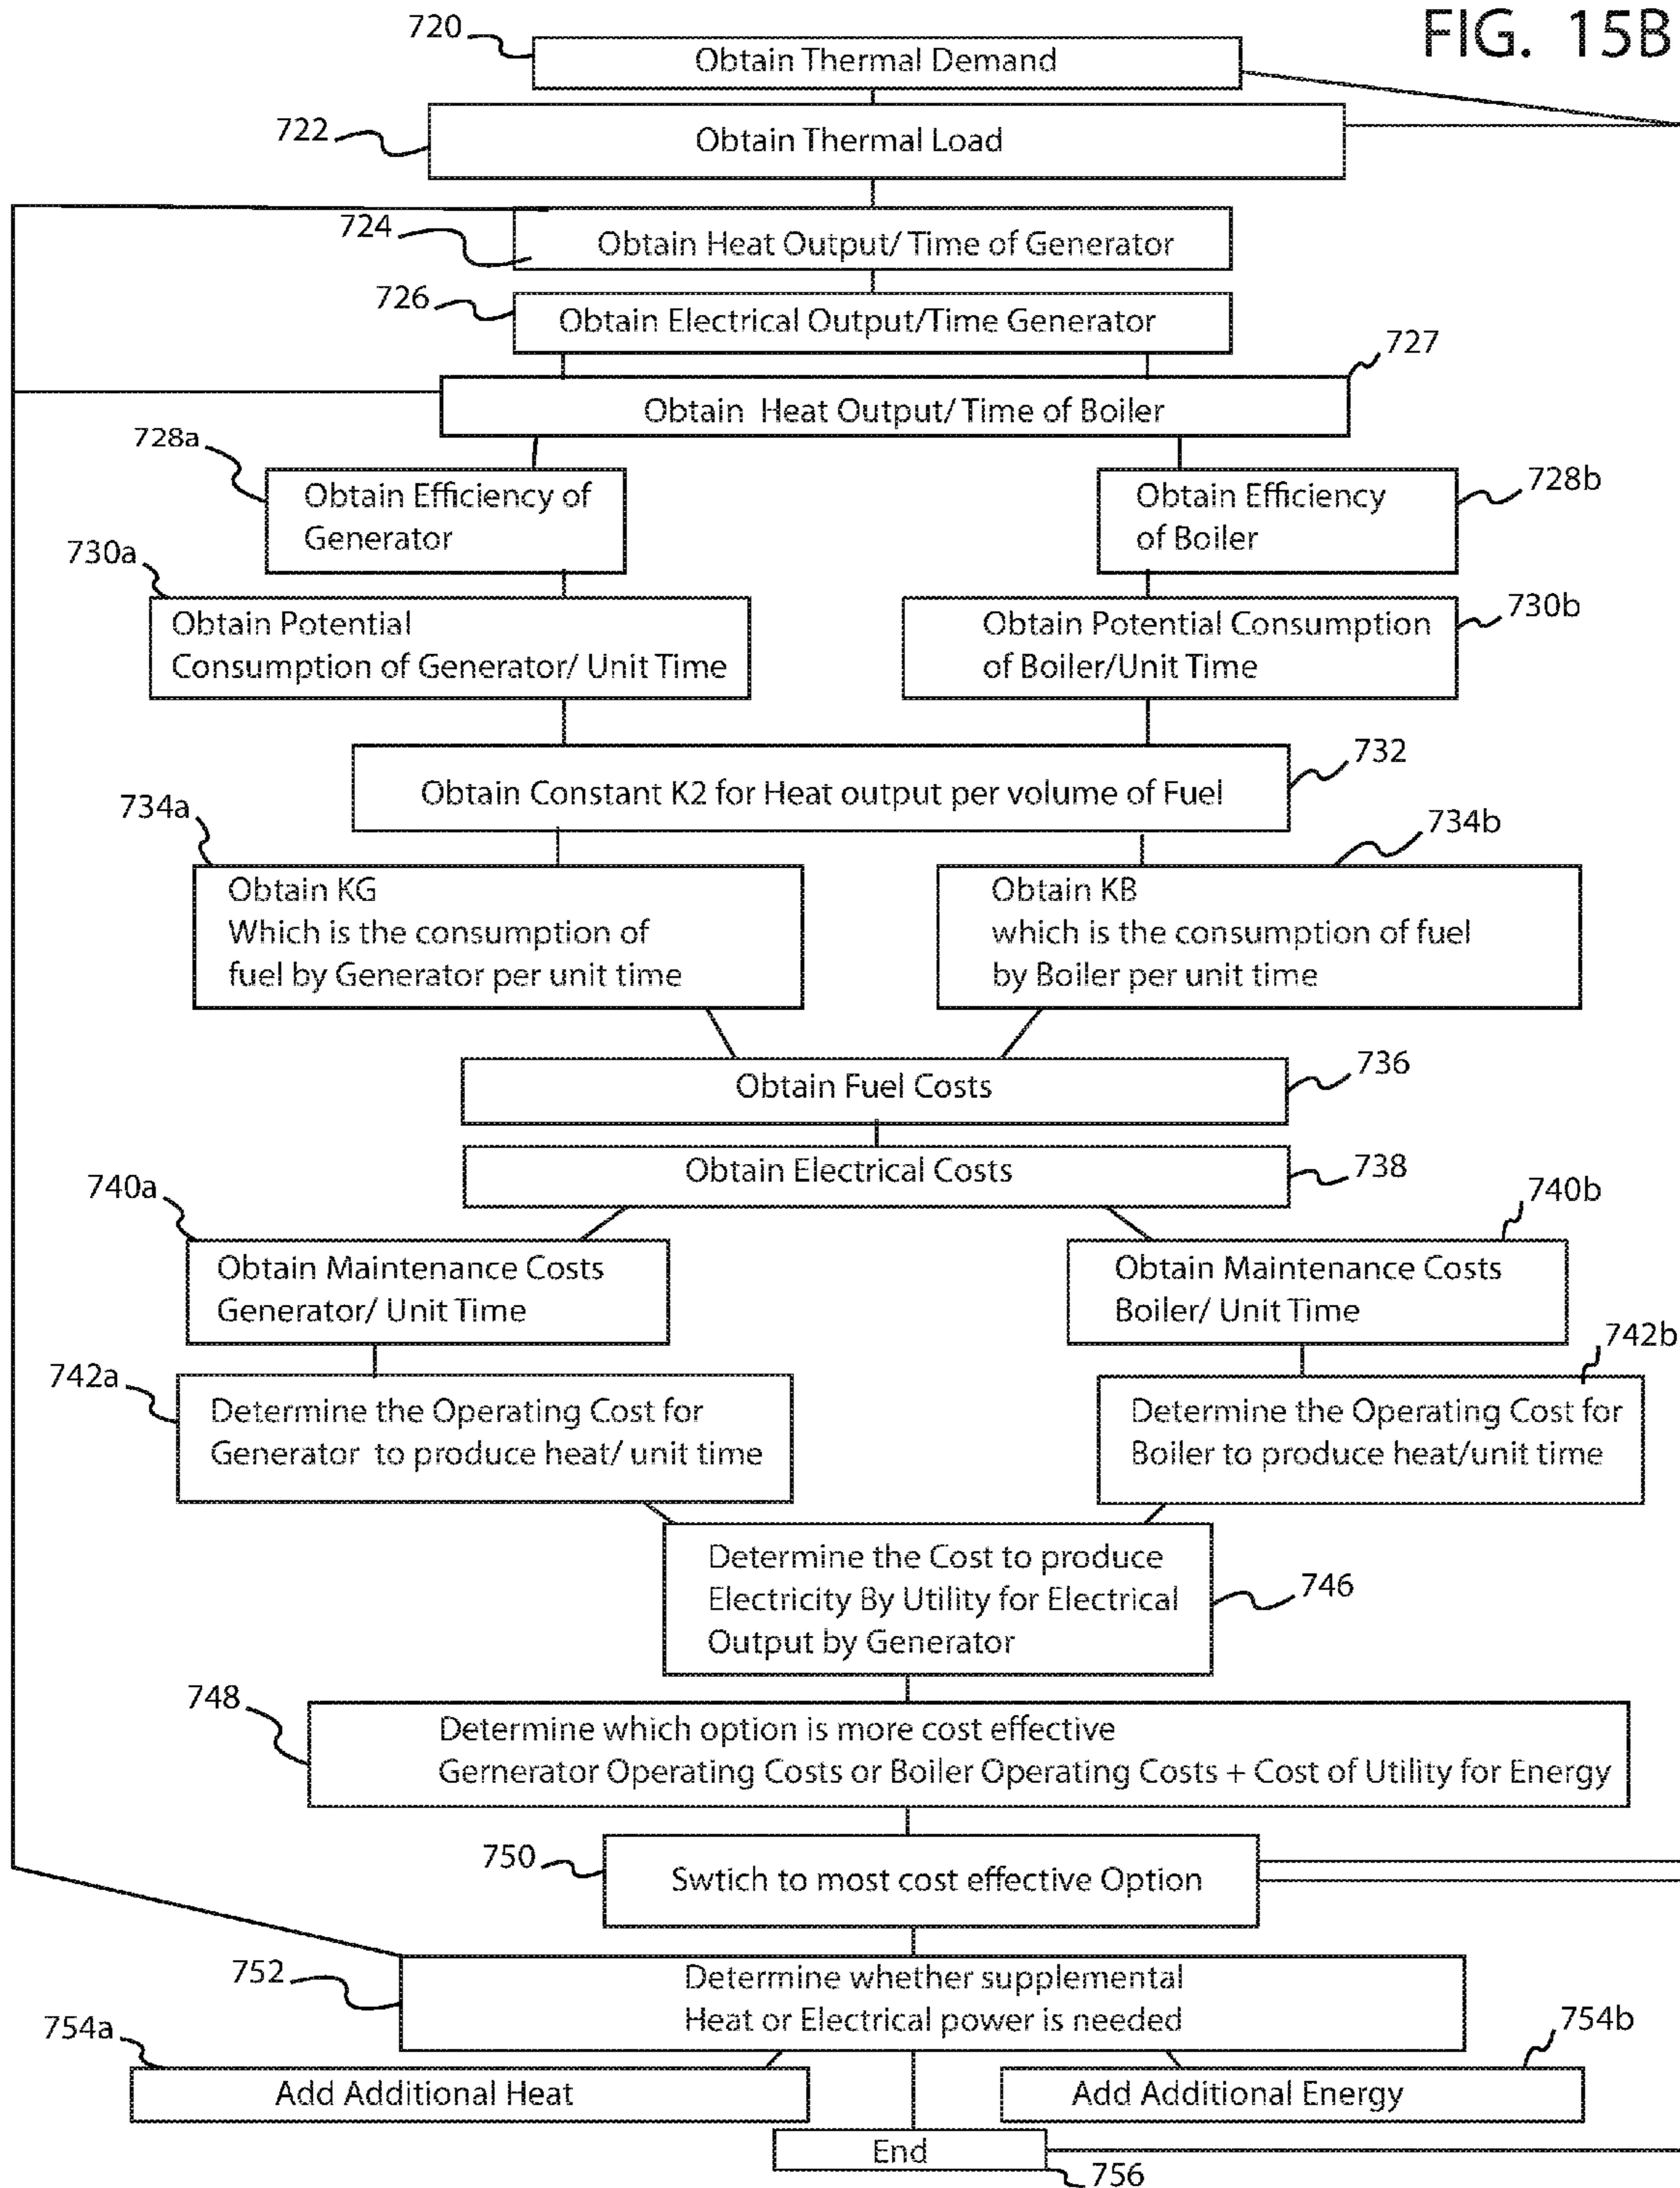 FIG. 15B
720
Obtain Thermal Demand
722
Obtain Thermal Load
724
Obtain Heat Output/ Time of Generator
726
Obtain Electrical Output/Time Generator
727
Obtain Heat Output/ Time of Boiler
728a
Obtain Efficiency of
Generator
728b
Obtain Efficiency
of Boiler
730a
Obtain Potential
Consumption of Generator/ Unit Time
730b
Obtain Potential Consumption
of Boiler/Unit Time
732
Obtain Constant K2 for Heat output per volume of Fuel
734a
Obtain KG
Which is the consumption of
fuel by Generator per unit time
734b
Obtain KB
which is the consumption of fuel
by Boiler per unit time
736
Obtain Fuel Costs
738
Obtain Electrical Costs
740a
Obtain Maintenance Costs
Generator/ Unit Time
740b
Obtain Maintenance Costs
Boiler/ Unit Time
742a
Determine the Operating Cost for
Generator to produce heat/ unit time
742b
Determine the Operating Cost for
Boiler to produce heat/unit time
746
Determine the Cost to produce
Electricity By Utility for Electrical
Output by Generator
748
Determine which option is more cost effective
Gernerator Operating Costs or Boiler Operating Costs + Cost of Utility for Energy
750
Swtich to most cost effective Option
752
Determine whether supplemental
Heat or Electrical power is needed
754a
Add Additional Heat
754b
Add Additional Energy
End
756